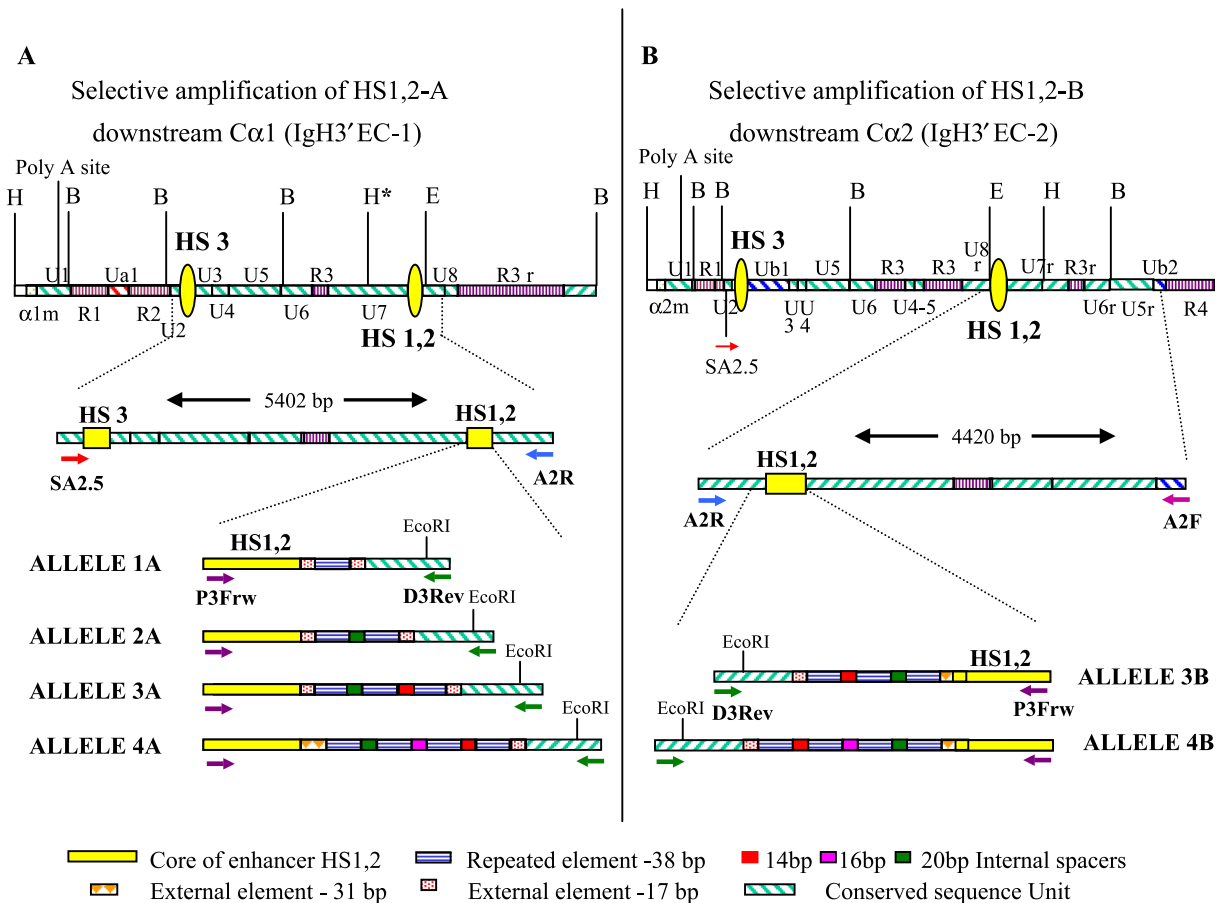 A
Selective amplification of HS1,2-A
downstream Cα1 (IgH3′EC-1)
Poly A site
H B B B H* E B
HS 3
U1 Ua1 U3 U5 R3 U8 R3 r
α1m R1 R2 U2 U4 U6 U7
HS 1,2
5402 bp
HS 3 HS1,2
SA2.5 A2R
HS1,2 EcoRI
ALLELE 1A
P3Frw D3Rev EcoRI
ALLELE 2A
EcoRI
ALLELE 3A
EcoRI
ALLELE 4A
B
Selective amplification of HS1,2-B
downstream Cα2 (IgH3′EC-2)
Poly A site
H B B B E H B
HS 3
U1 R1 Ub1 U5 R3 R3 U8 r U7r R3r Ub2
α2m U2 UU U6 U4-5 U6r U5r R4
3 4
HS 1,2
SA2.5
4420 bp
HS1,2
A2R A2F
EcoRI HS1,2
ALLELE 3B
D3Rev P3Frw
EcoRI
ALLELE 4B
Core of enhancer HS1,2 Repeated element -38 bp 14bp 16bp 20bp Internal spacers
External element - 31 bp External element -17 bp Conserved sequence Unit